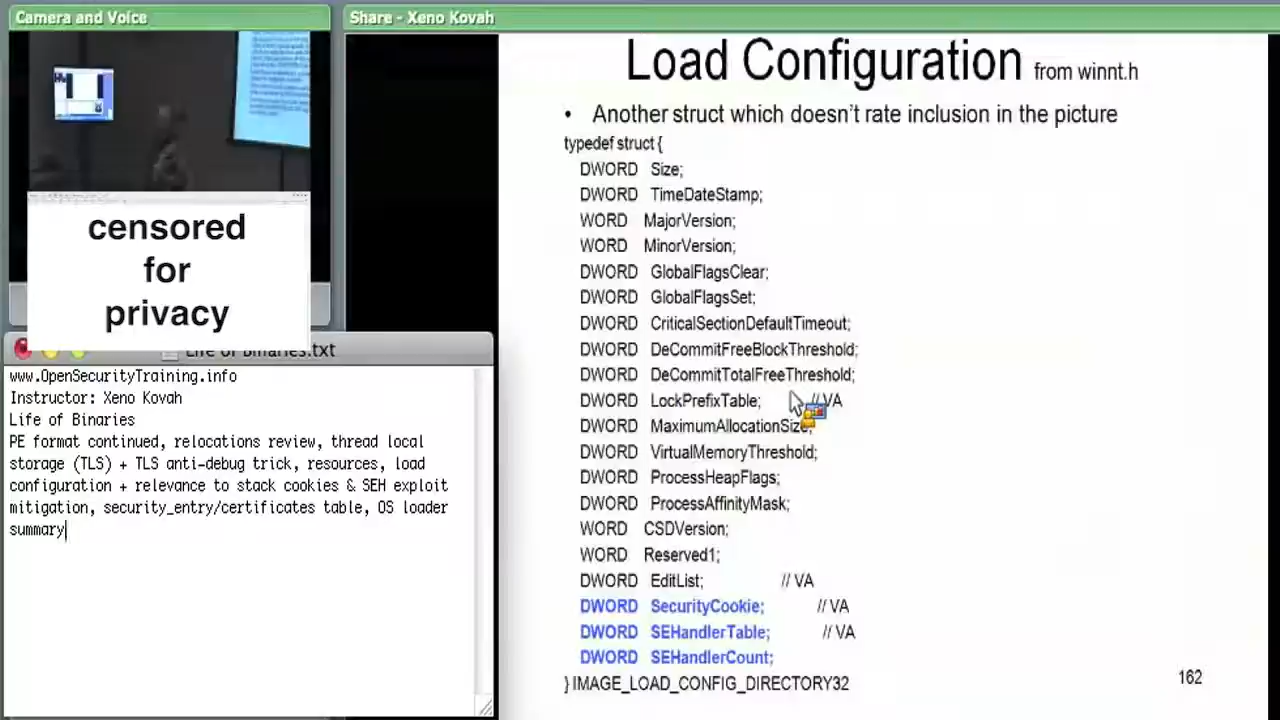 Camera and Voice
censored
for
privacy
Life of Binaries.txt
www.OpenSecurityTraining.info
Instructor: Xeno Kovah
Life of Binaries
PE format continued, relocations review, thread local
storage (TLS) + TLS anti-debug trick, resources, load
configuration + relevance to stack cookies & SEH exploit
mitigation, security_entry/certificates table, OS loader
summary
Share - Xeno Kovah
Load Configuration from winnt.h
• Another struct which doesn't rate inclusion in the picture
typedef struct {
DWORD Size;
DWORD TimeDateStamp;
WORD MajorVersion;
WORD MinorVersion;
DWORD GlobalFlagsClear;
DWORD GlobalFlagsSet;
DWORD CriticalSectionDefaultTimeout;
DWORD DeCommitFreeBlockThreshold;
DWORD DeCommitTotalFreeThreshold;
DWORD LockPrefixTable; // VA
DWORD MaximumAllocationSize;
DWORD VirtualMemoryThreshold;
DWORD ProcessHeapFlags;
DWORD ProcessAffinityMask;
WORD CSDVersion;
WORD Reserved1;
DWORD EditList; // VA
DWORD SecurityCookie; // VA
DWORD SEHandlerTable; // VA
DWORD SEHandlerCount;
} IMAGE_LOAD_CONFIG_DIRECTORY32
162